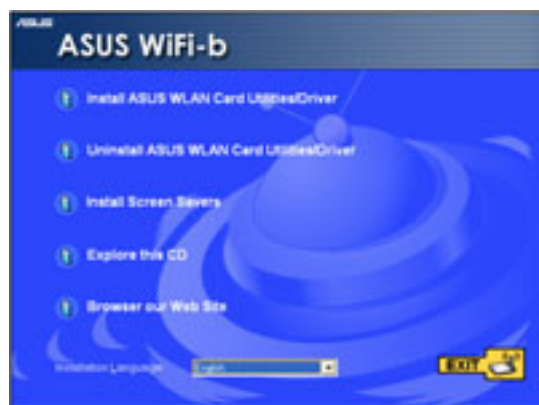 ASUS
ASUS WiFi-b
Install ASUS WLAN Card Utilities/Driver
Uninstall ASUS WLAN Card Utilities/Driver
Install Screen Savers
Explore this CD
Browser our Web Site
Installation Language
English
EXIT